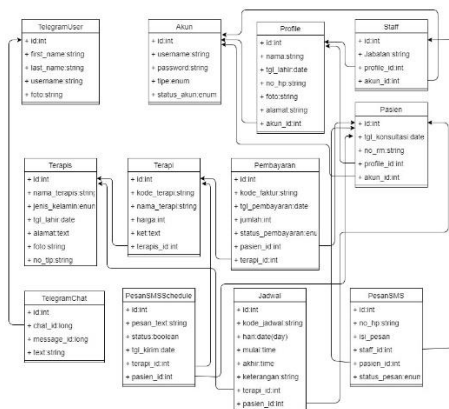 TelegramUser
+ id:int
+ first_name:string
+ last_name:string
+ username:string
+ foto:string
Akun
+ id:int
+ username:string
+ password:string
+ tipe:enum
+ status_akun:enum
Profile
+ id:int
+ nama:string
+ tgl_lahir:date
+ no_hp:string
+ foto:string
+ alamat:string
+ akun_id:int
Staff
+ id:int
+ Jabatan:string
+ profile_id:int
+ akun_id:int
Pasien
+ id:int
+ tgl_konsultasi:date
+ no_rm:string
+ profile_id:int
+ akun_id:int
Terapis
+ id:int
+ nama_terapis:string
+ jenis_kelamin:enum
+ tgl_lahir:date
+ alamat:text
+ foto:string
+ no_tlp:string
Terapi
+ id:int
+ kode_terapi:string
+ nama_terapi:string
+ harga:int
+ ket:text
+ terapis_id:int
Pembayaran
+ id:int
+ kode_faktur:string
+ tgl_pembayaran:date
+ jumlah:int
+ status_pembayaran:enu
+ pasien_id:int
+ terapi_id:int
TelegramChat
+ id:int
+ chat_id:long
+ message_id:long
+ text:string
PesanSMSSchedule
+ id:int
+ pesan_text:string
+ status:boolean
+ tgl_kirim:date
+ terapi_id:int
+ pasien_id:int
Jadwal
+ id:int
+ kode_jadwal:string
+ hari:date(day)
+ mulai:time
+ akhir:time
+ keterangan:string
+ terapi_id:int
+ pasien_id:int
PesanSMS
+ id:int
+ no_hp:string
+ isi_pesan
+ staff_id:int
+ pasien_id:int
+ status_pesan:enum